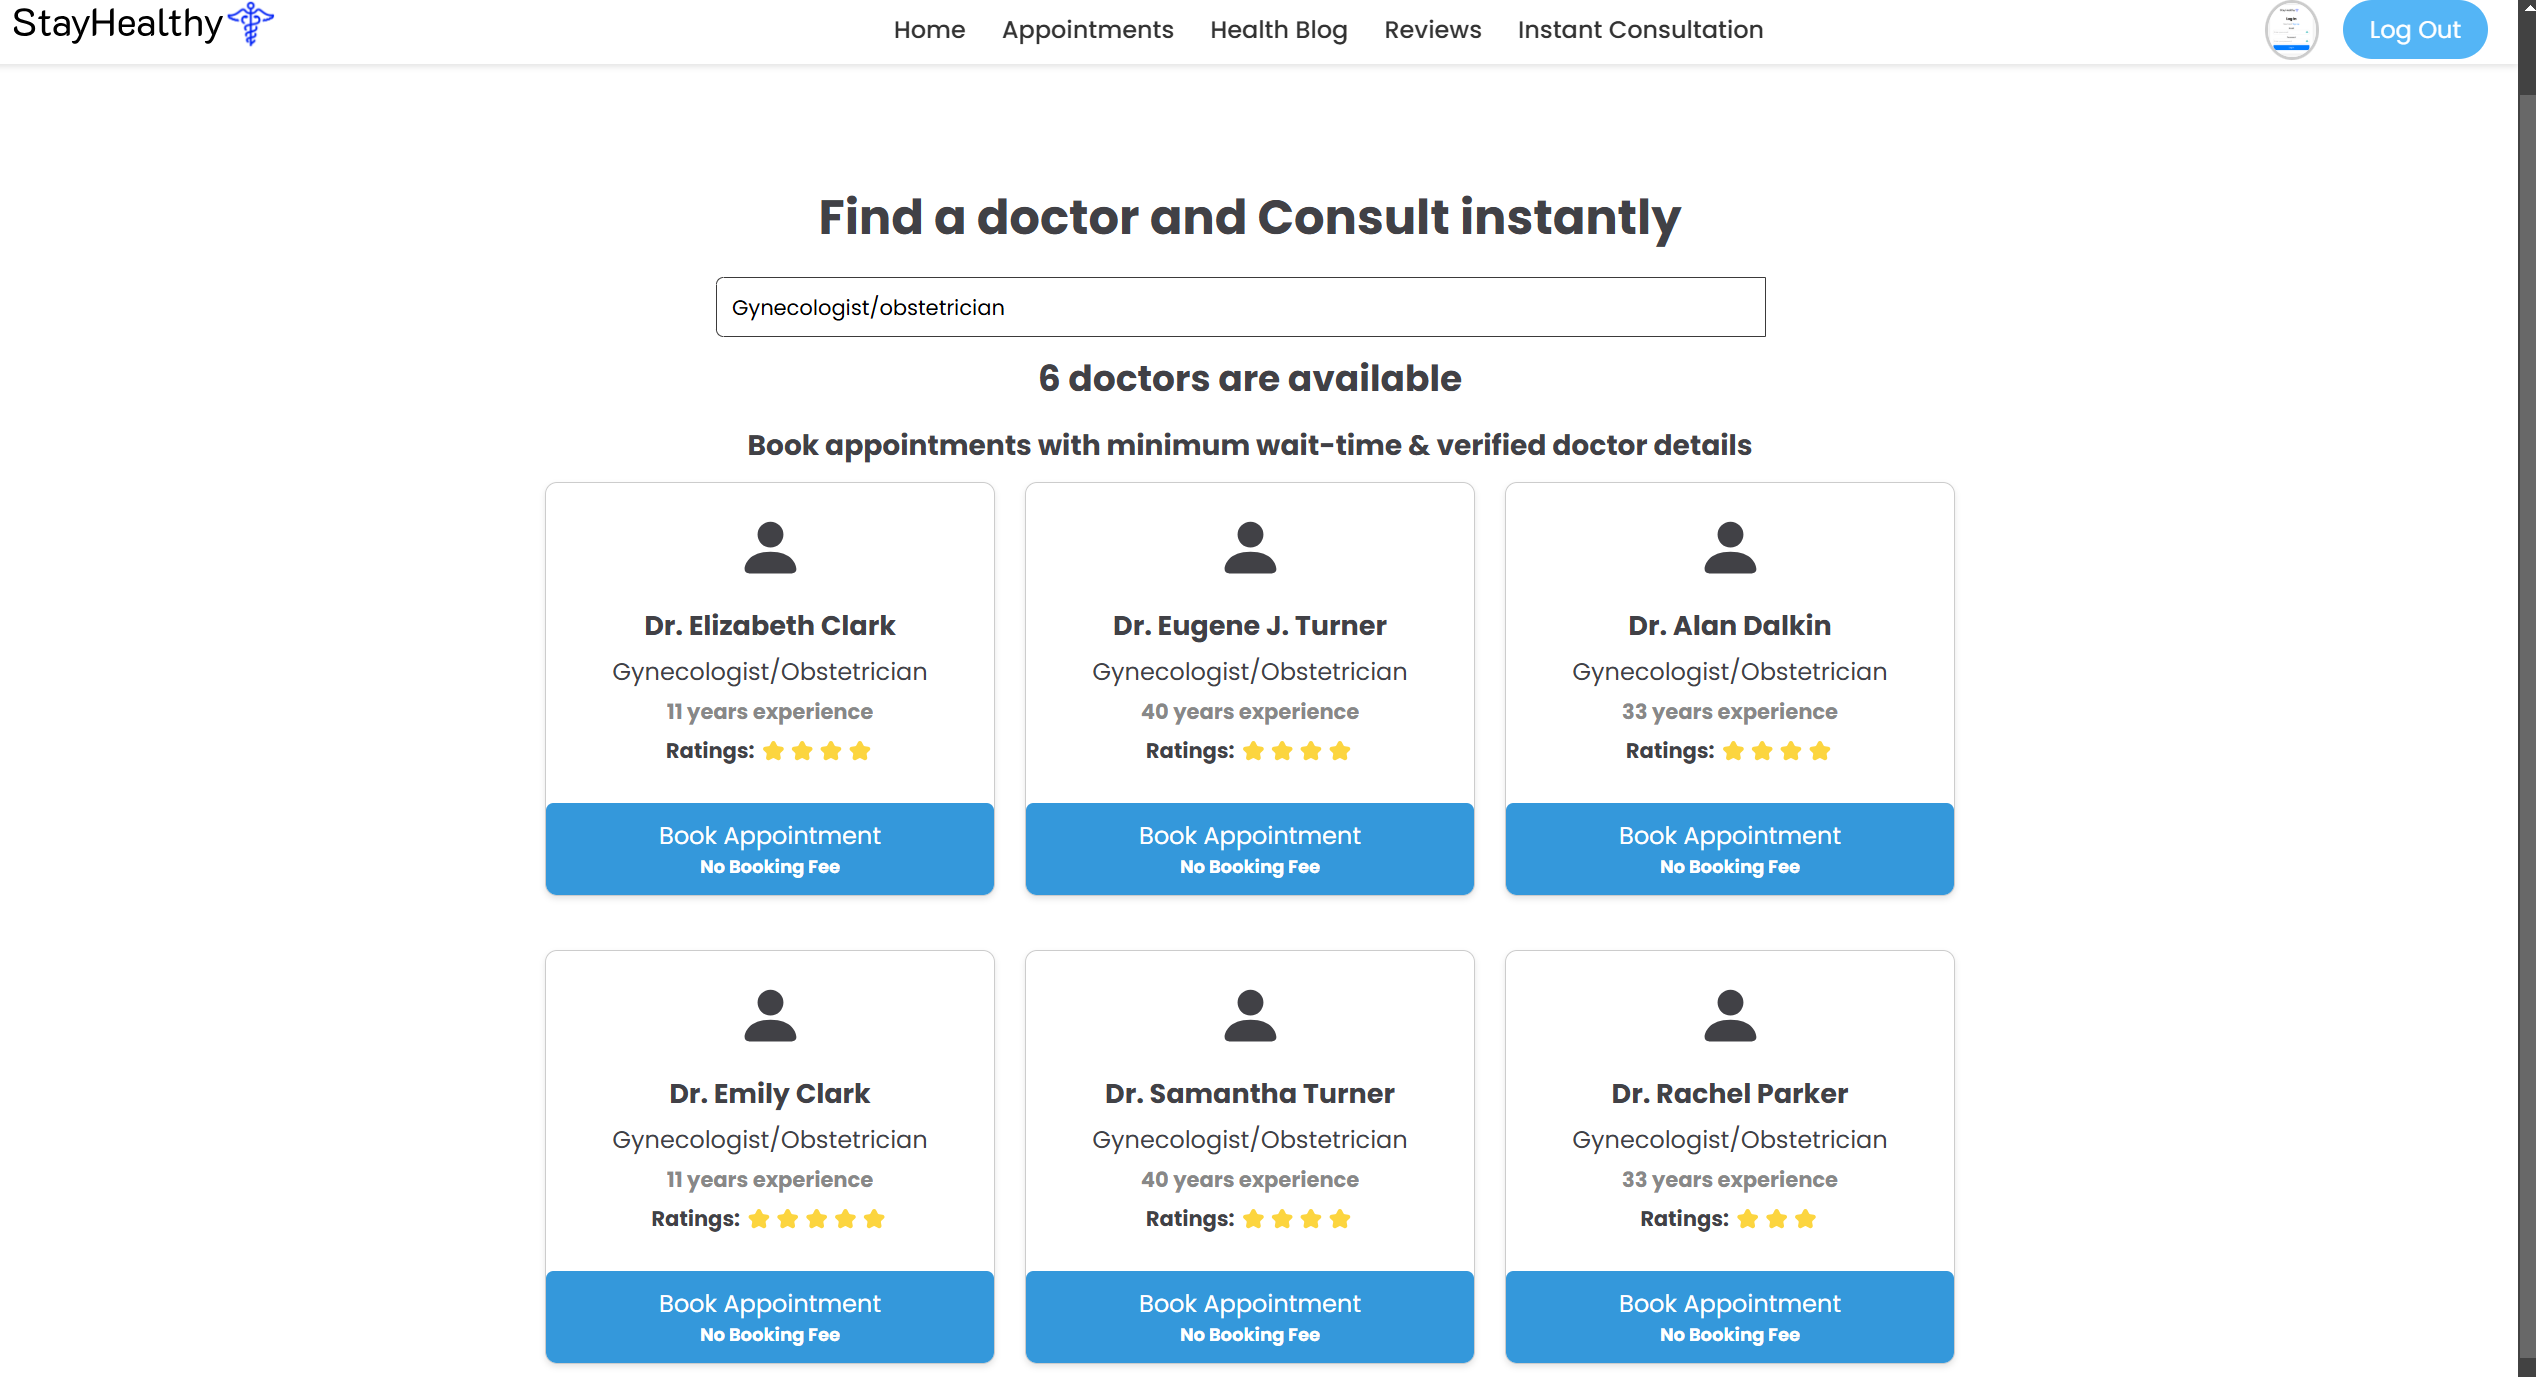 StayHealthy
Home Appointments Health Blog Reviews Instant Consultation
Log Out
Find a doctor and Consult instantly
Gynecologist/obstetrician
6 doctors are available
Book appointments with minimum wait-time & verified doctor details
Dr. Elizabeth Clark
Gynecologist/Obstetrician
11 years experience
Ratings:
Book Appointment
No Booking Fee
Dr. Eugene J. Turner
Gynecologist/Obstetrician
40 years experience
Ratings:
Book Appointment
No Booking Fee
Dr. Alan Dalkin
Gynecologist/Obstetrician
33 years experience
Ratings:
Book Appointment
No Booking Fee
Dr. Emily Clark
Gynecologist/Obstetrician
11 years experience
Ratings:
Book Appointment
No Booking Fee
Dr. Samantha Turner
Gynecologist/Obstetrician
40 years experience
Ratings:
Book Appointment
No Booking Fee
Dr. Rachel Parker
Gynecologist/Obstetrician
33 years experience
Ratings:
Book Appointment
No Booking Fee